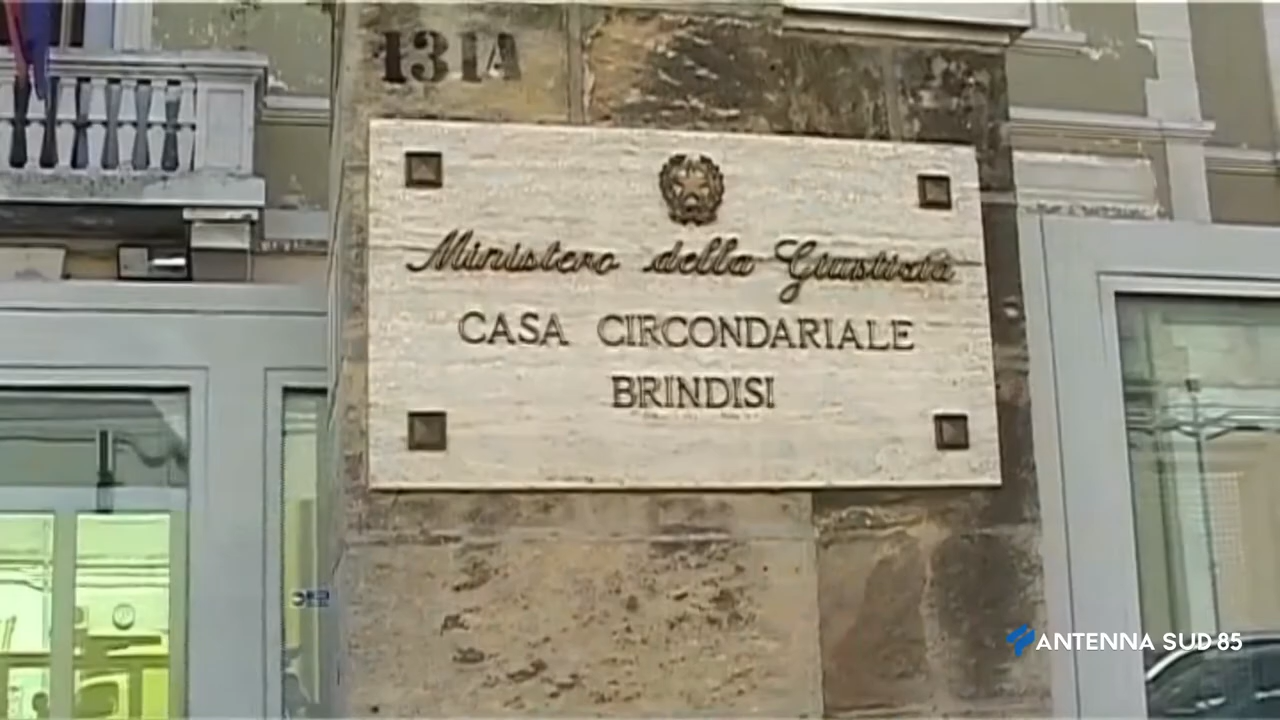 131A
Ministero della Giustizia
CASA CIRCONDARIALE
BRINDISI
ANTENNA SUD 85